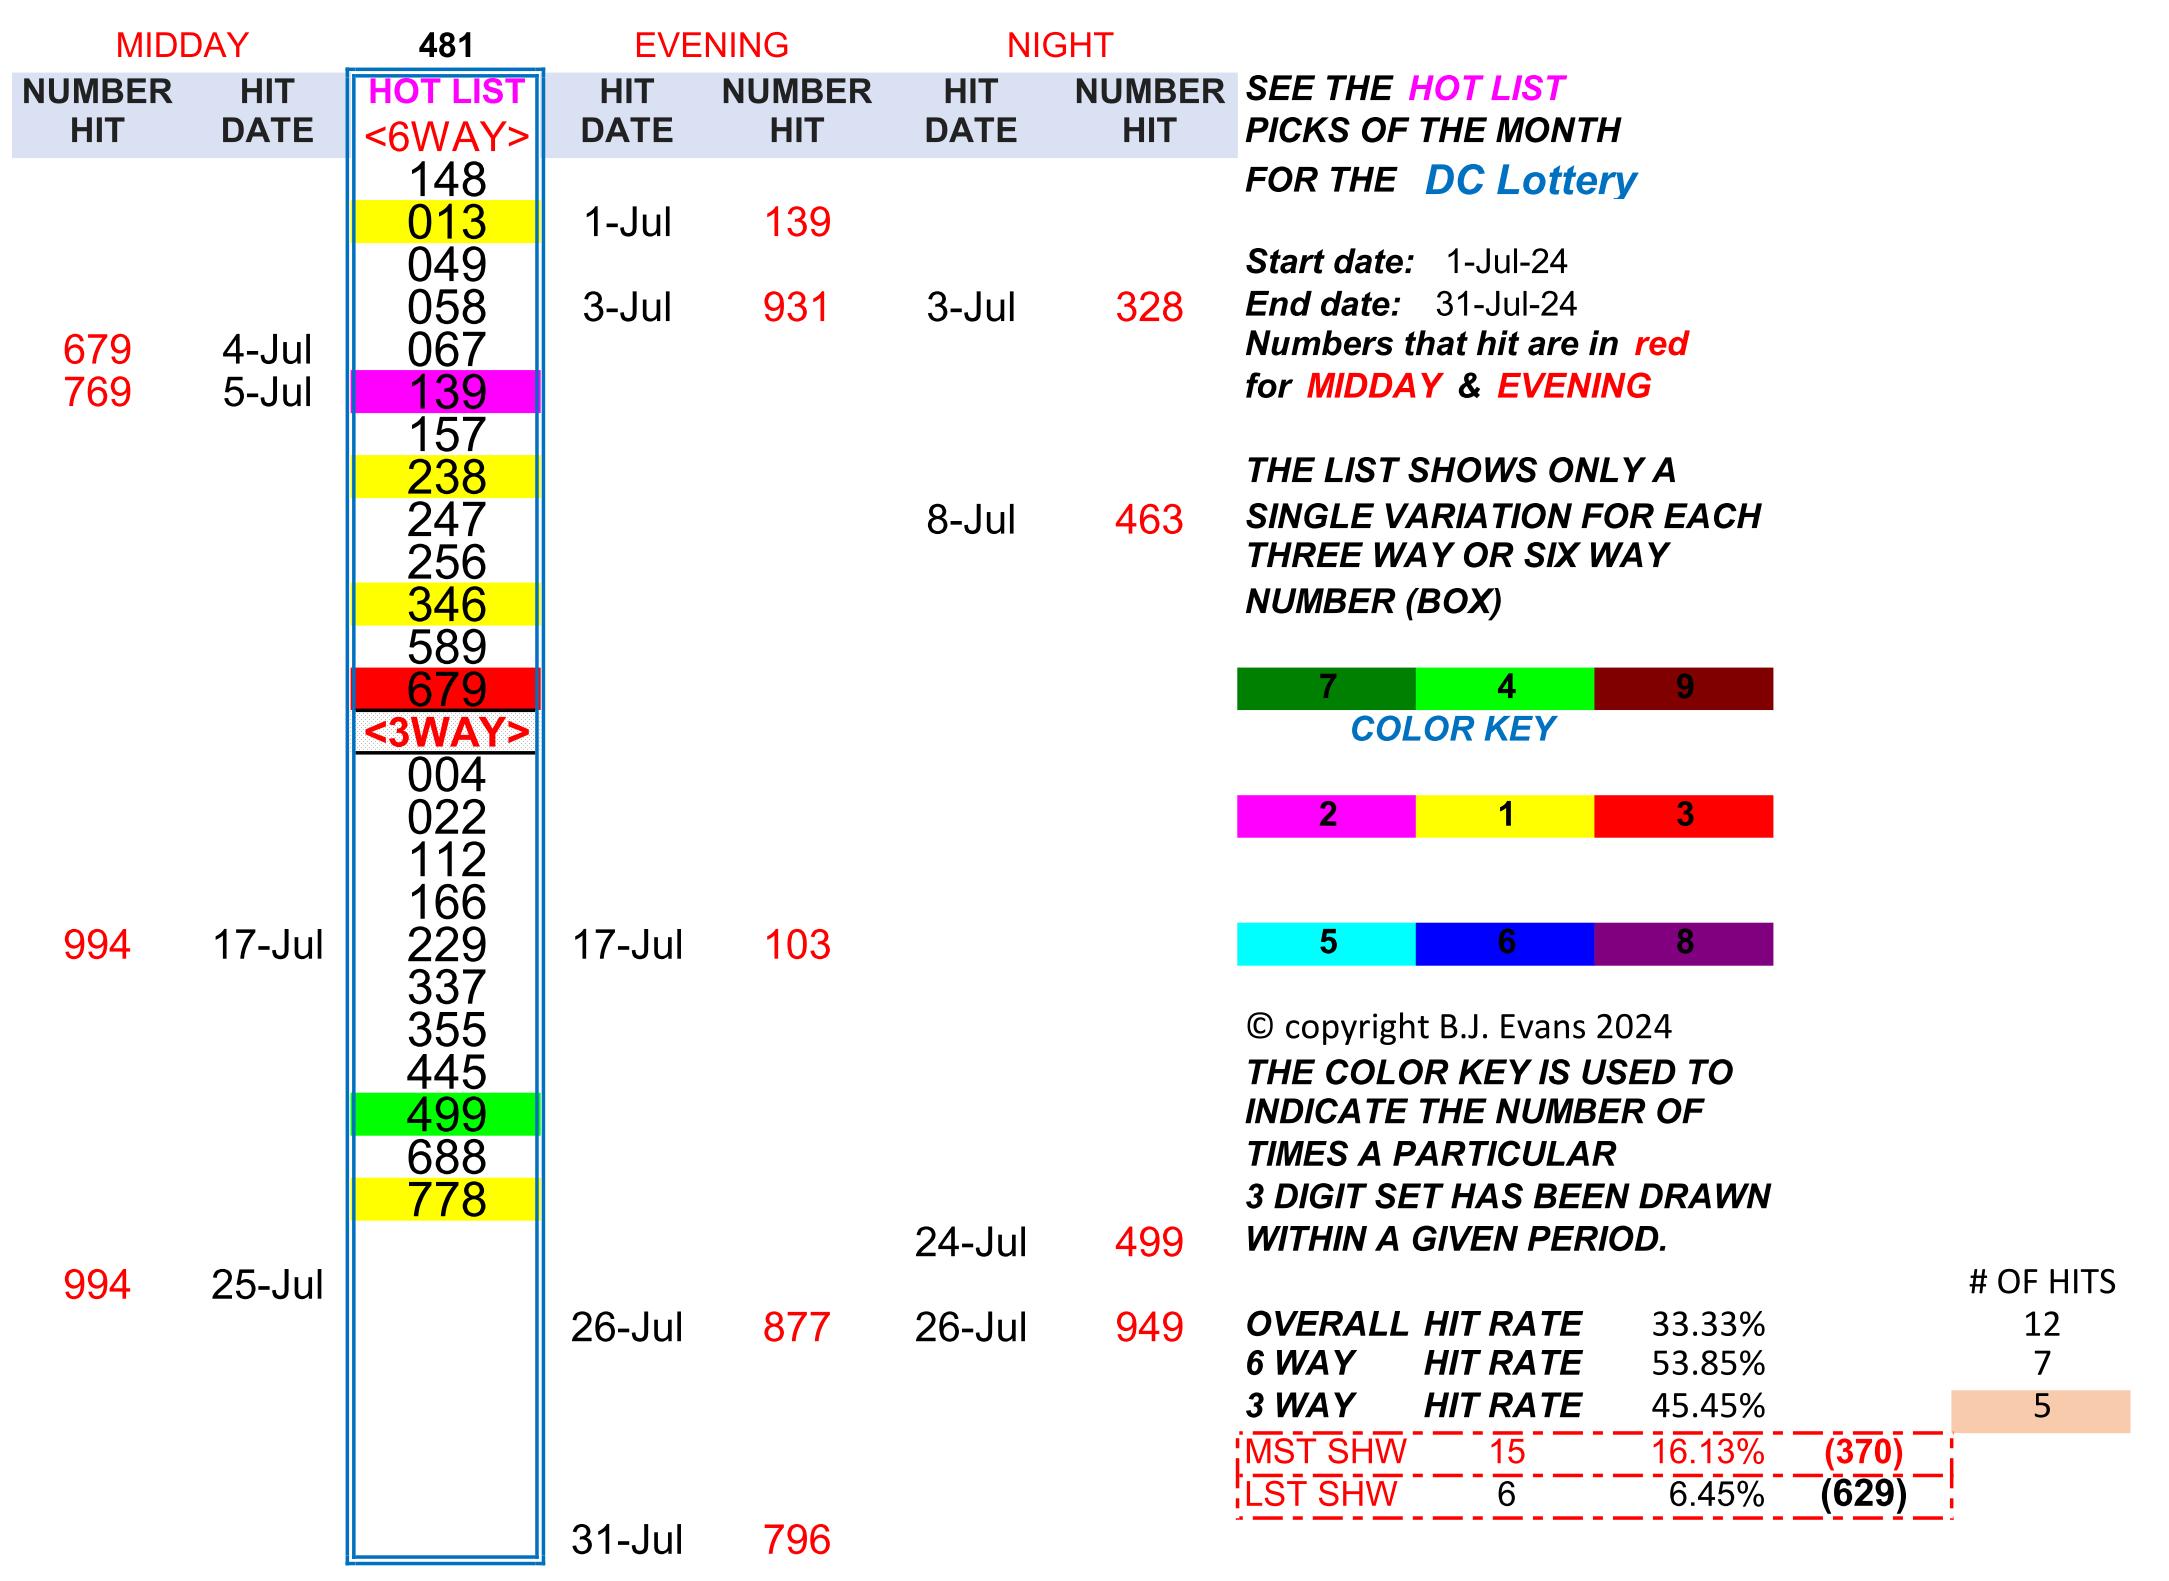 MIDDAY 481 EVENING NIGHT
NUMBER HIT HOT LIST HIT NUMBER HIT NUMBER SEE THE HOT LIST
HIT DATE <6WAY> DATE HIT DATE HIT PICKS OF THE MONTH
148 FOR THE DC Lottery
013 1-Jul 139
049 Start date: 1-Jul-24
058 3-Jul 931 3-Jul 328 End date: 31-Jul-24
679 4-Jul 067 Numbers that hit are in red
769 5-Jul 139 for MIDDAY & EVENING
157
238 THE LIST SHOWS ONLY A
247 8-Jul 463 SINGLE VARIATION FOR EACH
256 THREE WAY OR SIX WAY
346 NUMBER (BOX)
589
679 7 4 9
<3WAY> COLOR KEY
004
022 2 1 3
112
166
994 17-Jul 229 17-Jul 103 5 6 8
337
355 © copyright B.J. Evans 2024
445 THE COLOR KEY IS USED TO
499 INDICATE THE NUMBER OF
688 TIMES A PARTICULAR
778 3 DIGIT SET HAS BEEN DRAWN
24-Jul 499 WITHIN A GIVEN PERIOD.
994 25-Jul # OF HITS
26-Jul 877 26-Jul 949 OVERALL HIT RATE 33.33% 12
6 WAY HIT RATE 53.85% 7
3 WAY HIT RATE 45.45% 5
MST SHW 15 16.13% (370)
LST SHW 6 6.45% (629)
31-Jul 796